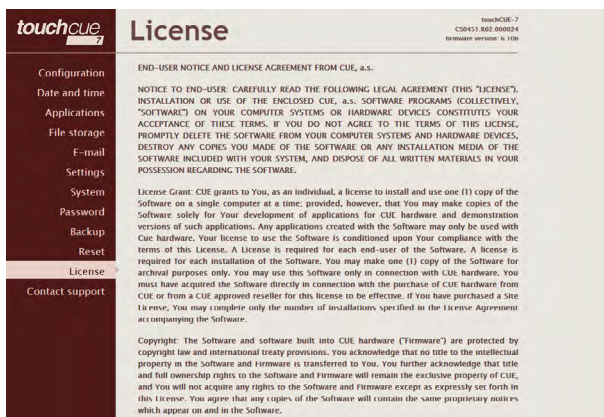 touchcue
7
License
touchCUE-7
CS0451.R02.000024
firmware version: 6.106
Configuration
Date and time
Applications
File storage
E-mail
Settings
System
Password
Backup
Reset
License
Contact support
END-USER NOTICE AND LICENSE AGREEMENT FROM CUE, a.s.
NOTICE TO END-USER: CAREFULLY READ THE FOLLOWING LEGAL AGREEMENT (THIS "LICENSE").
INSTALLATION OR USE OF THE ENCLOSED CUE, a.s. SOFTWARE PROGRAMS (COLLECTIVELY,
"SOFTWARE") ON YOUR COMPUTER SYSTEMS OR HARDWARE DEVICES CONSTITUTES YOUR
ACCEPTANCE OF THESE TERMS. IF YOU DO NOT AGREE TO THE TERMS OF THIS LICENSE,
PROMPTLY DELETE THE SOFTWARE FROM YOUR COMPUTER SYSTEMS AND HARDWARE DEVICES,
DESTROY ANY COPIES YOU MADE OF THE SOFTWARE OR ANY INSTALLATION MEDIA OF THE
SOFTWARE INCLUDED WITH YOUR SYSTEM, AND DISPOSE OF ALL WRITTEN MATERIALS IN YOUR
POSSESSION REGARDING THE SOFTWARE.
License Grant: CUE grants to You, as an individual, a license to install and use one (1) copy of the
Software on a single computer at a time; provided, however, that You may make copies of the
Software solely for Your development of applications for CUE hardware and demonstration
versions of such applications. Any applications created with the Software may only be used with
Cue hardware. Your license to use the Software is conditioned upon Your compliance with the
terms of this License. A License is required for each end-user of the Software. A license is
required for each installation of the Software. You may make one (1) copy of the Software for
archival purposes only. You may use this Software only in connection with CUE hardware. You
must have acquired the Software directly in connection with the purchase of CUE hardware from
CUE or from a CUE approved reseller for this license to be effective. If You have purchased a Site
License, You may complete only the number of installations specified in the License Agreement
accompanying the Software.
Copyright: The Software and software built into CUE hardware ("Firmware") are protected by
copyright law and international treaty provisions. You acknowledge that no title to the intellectual
property in the Software and Firmware is transferred to You. You further acknowledge that title
and full ownership rights to the Software and Firmware will remain the exclusive property of CUE,
and You will not acquire any rights to the Software and Firmware except as expressly set forth in
this License. You agree that any copies of the Software will contain the same proprietary notices
which appear on and in the Software.